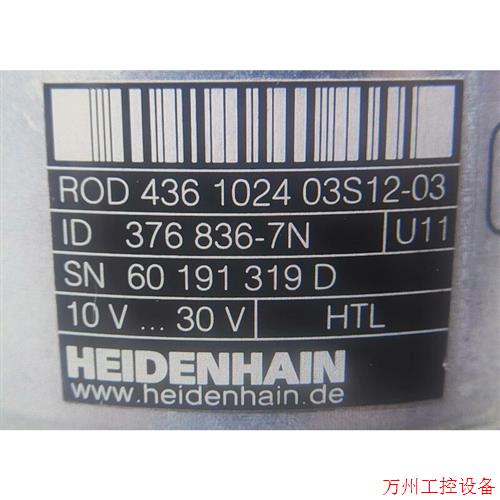 ROD 436 1024 03S12-03
ID 376 836-7N U11
SN 60 191 319 D
10 V ... 30 V HTL
HEIDENHAIN
www.heidenhain.de
万州工控设备